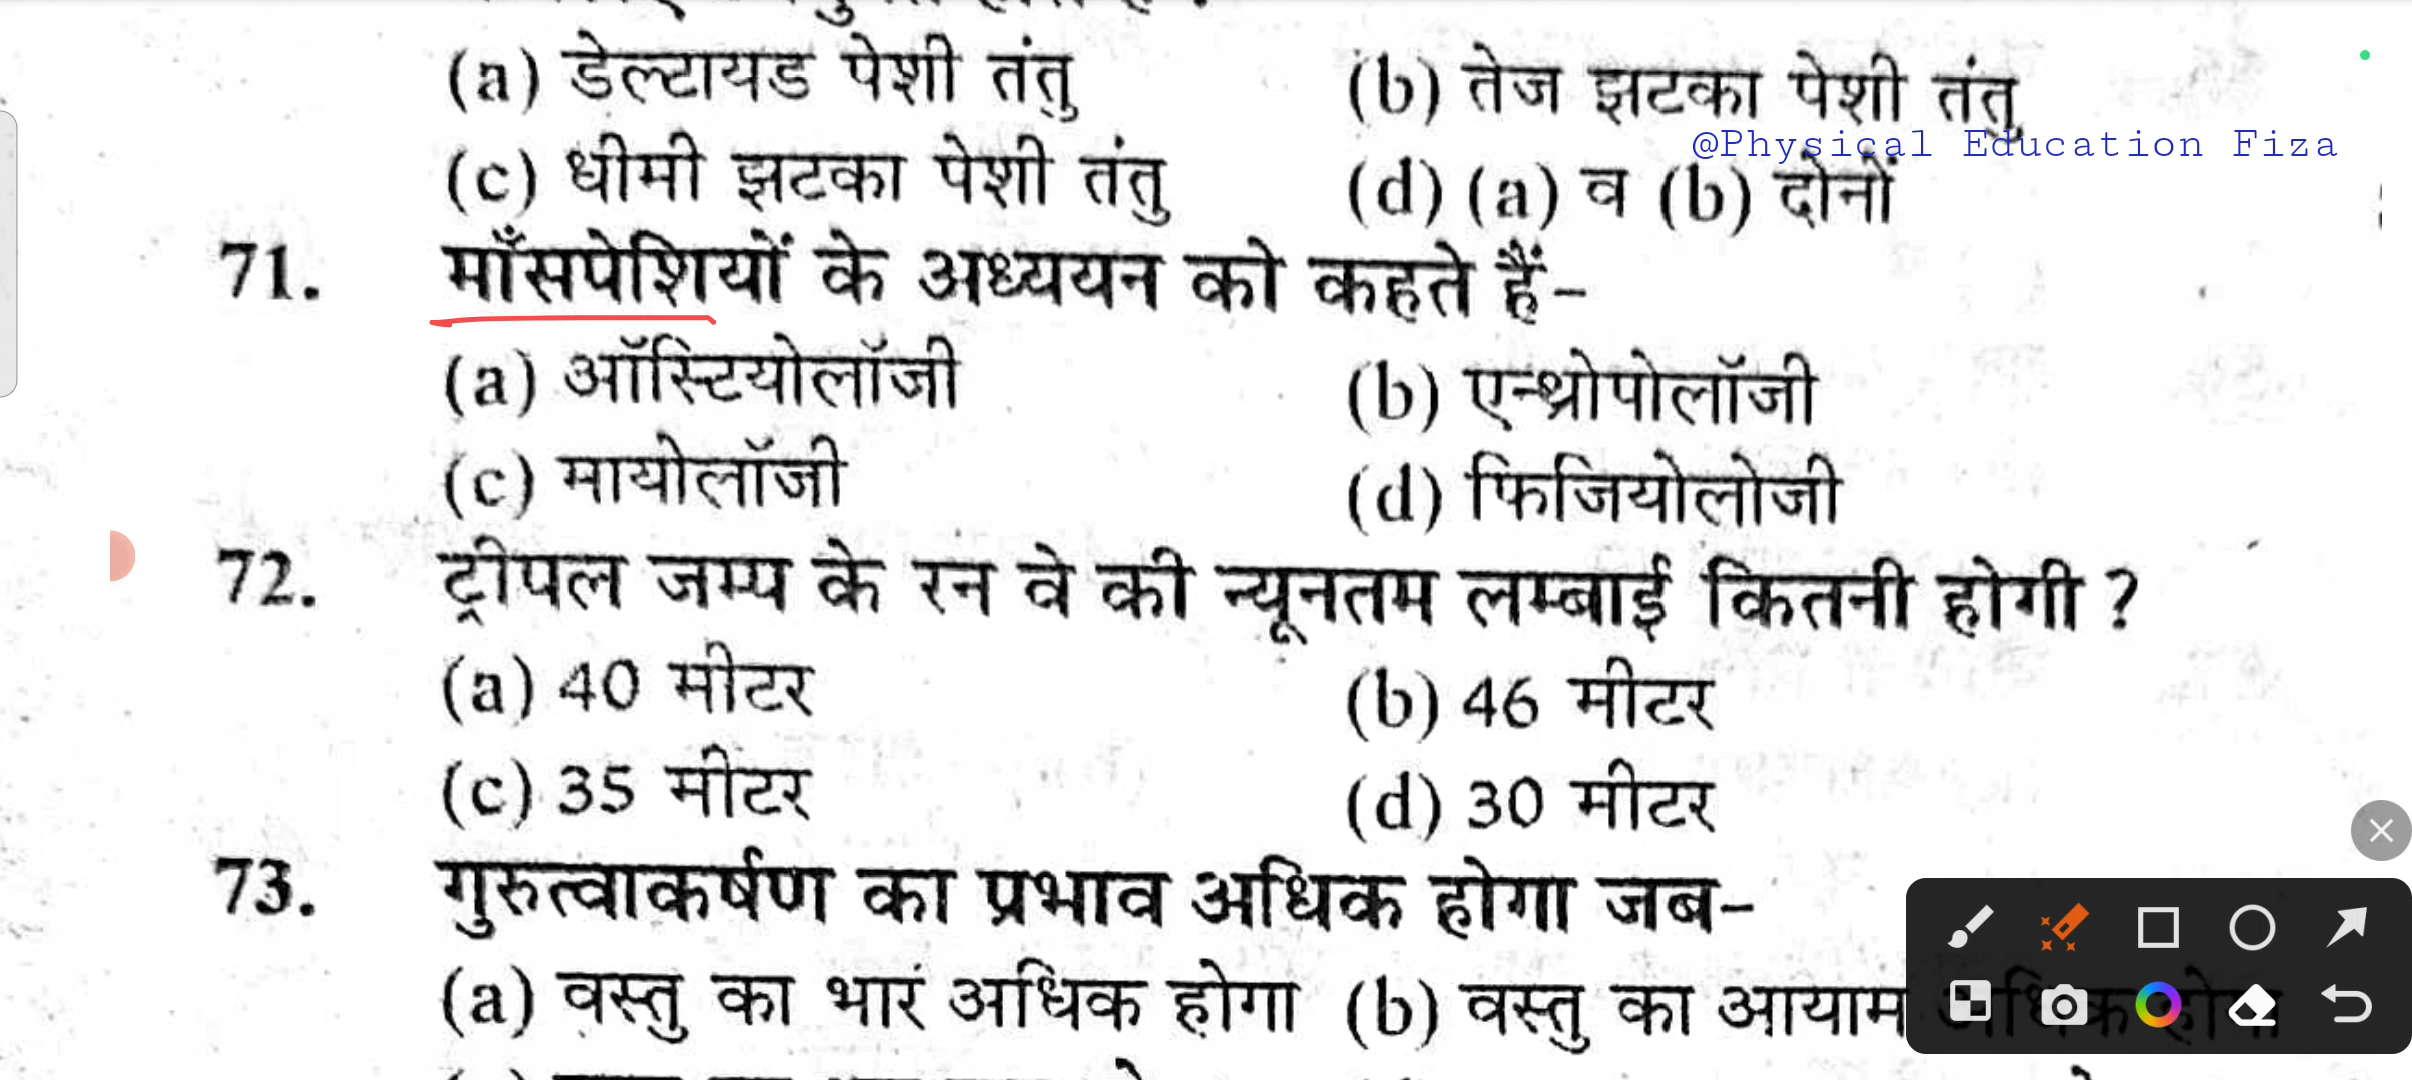 (a) डेल्टायड पेशी तंतु (b) तेज झटका पेशी तंतु
@Physical Education Fiza
(c) धीमी झटका पेशी तंतु (d) (a) व (b) दोनों
71. माँसपेशियों के अध्ययन को कहते हैं-
(a) ऑस्टियोलॉजी (b) एन्थ्रोपोलॉजी
(c) मायोलॉजी (d) फिजियोलोजी
72. ट्रीपल जम्प के रन वे की न्यूनतम लम्बाई कितनी होगी ?
(a) 40 मीटर (b) 46 मीटर
(c) 35 मीटर (d) 30 मीटर
73. गुरुत्वाकर्षण का प्रभाव अधिक होगा जब-
(a) वस्तु का भार अधिक होगा (b) वस्तु का आयाम अधिक होगा